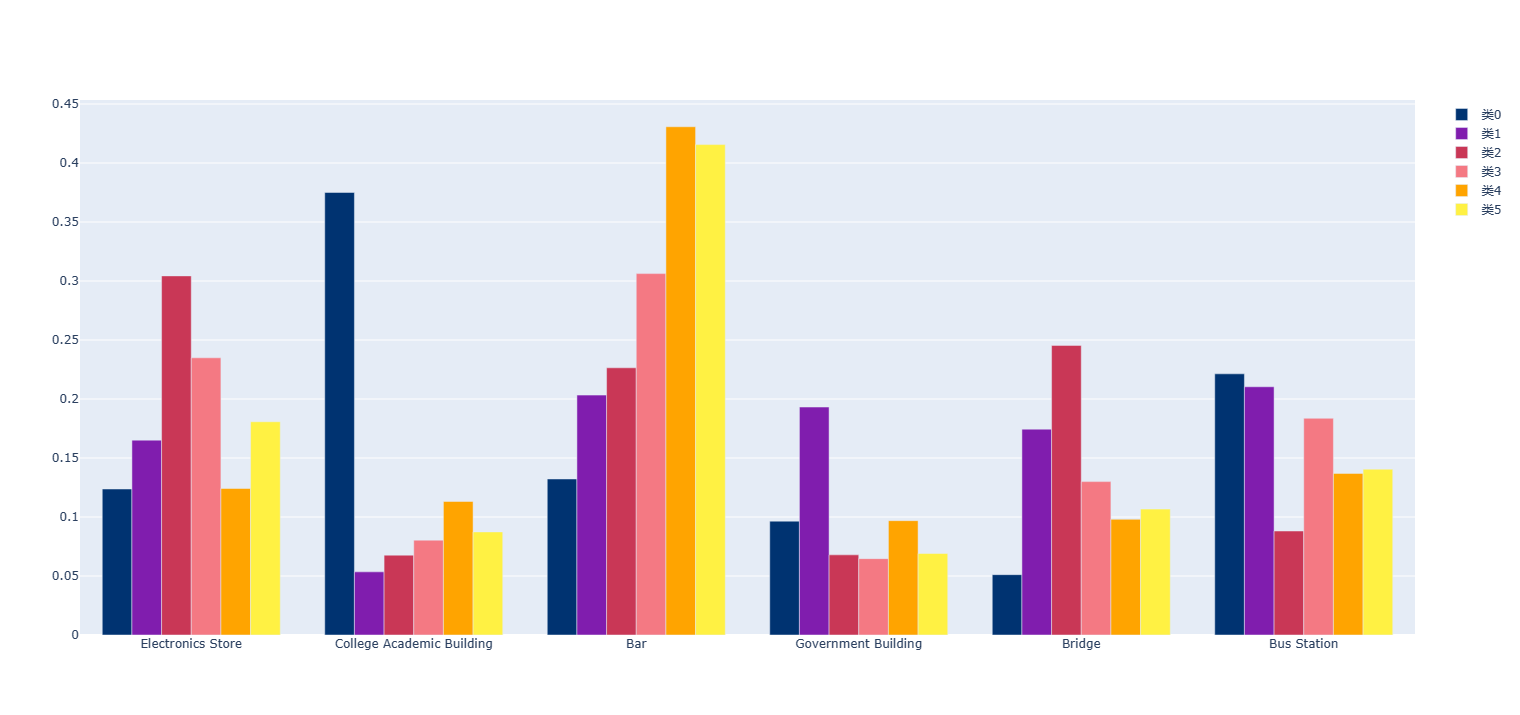 0.45
0.4
0.35
0.3
0.25
0.2
0.15
0.1
0.05
0
Electronics Store
College Academic Building
Bar
Government Building
Bridge
Bus Station
类0
类1
类2
类3
类4
类5